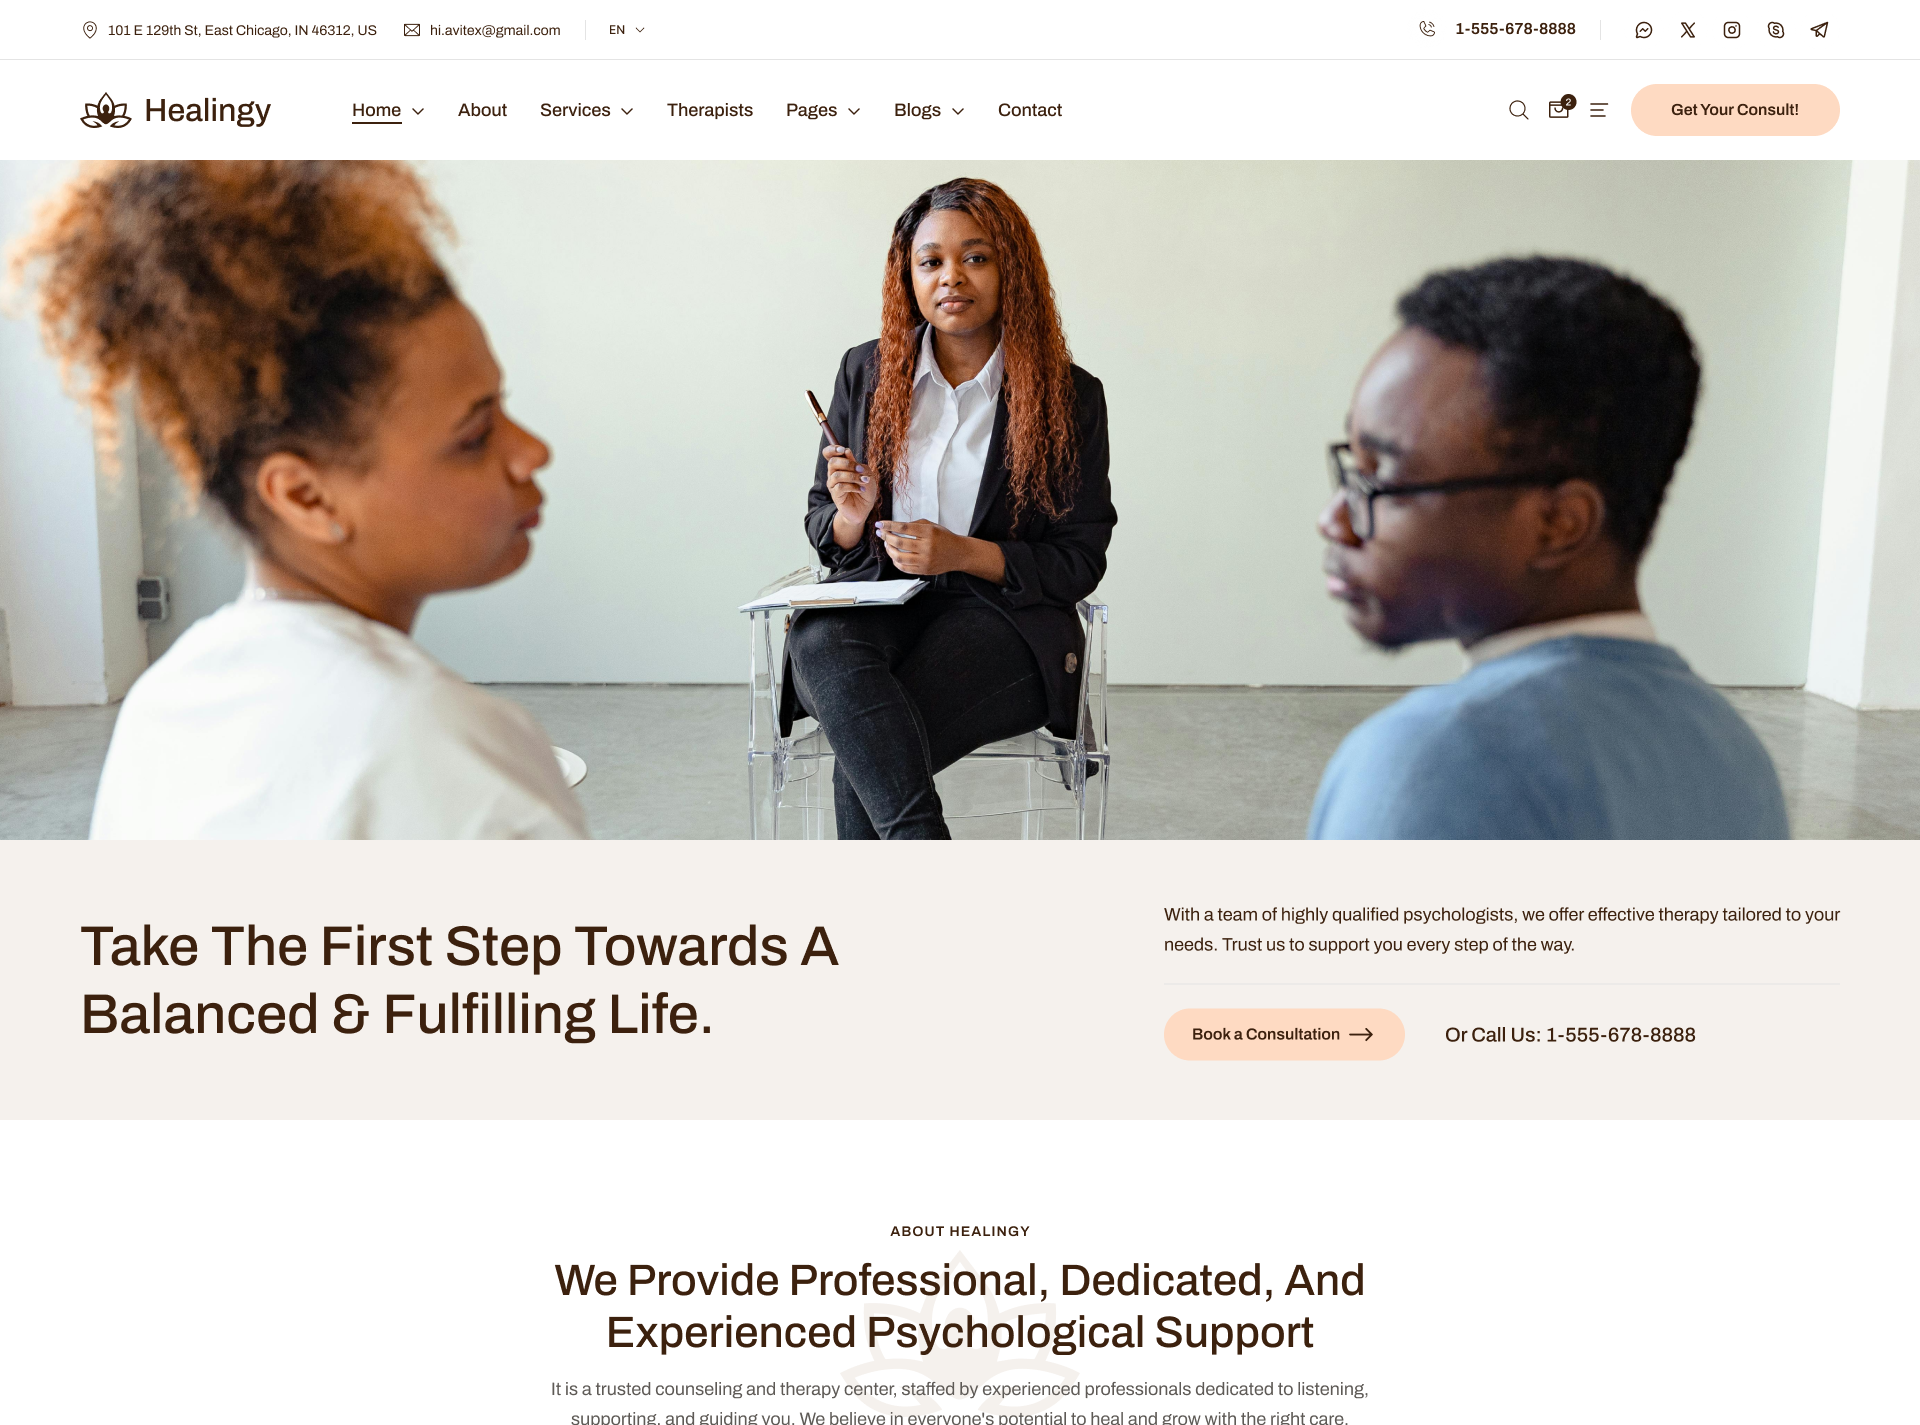 101 E 129th St, East Chicago, IN 46312, US
hi.avitex@gmail.com
EN
1-555-678-8888
Healingy
Home
About
Services
Therapists
Pages
Blogs
Contact
2
Get Your Consult!
Take The First Step Towards A
Balanced & Fulfilling Life.
With a team of highly qualified psychologists, we offer effective therapy tailored to your
needs. Trust us to support you every step of the way.
Book a Consultation
Or Call Us: 1-555-678-8888
ABOUT HEALINGY
We Provide Professional, Dedicated, And
Experienced Psychological Support
It is a trusted counseling and therapy center, staffed by experienced professionals dedicated to listening,
supporting, and guiding you. We believe in everyone's potential to heal and grow with the right care.